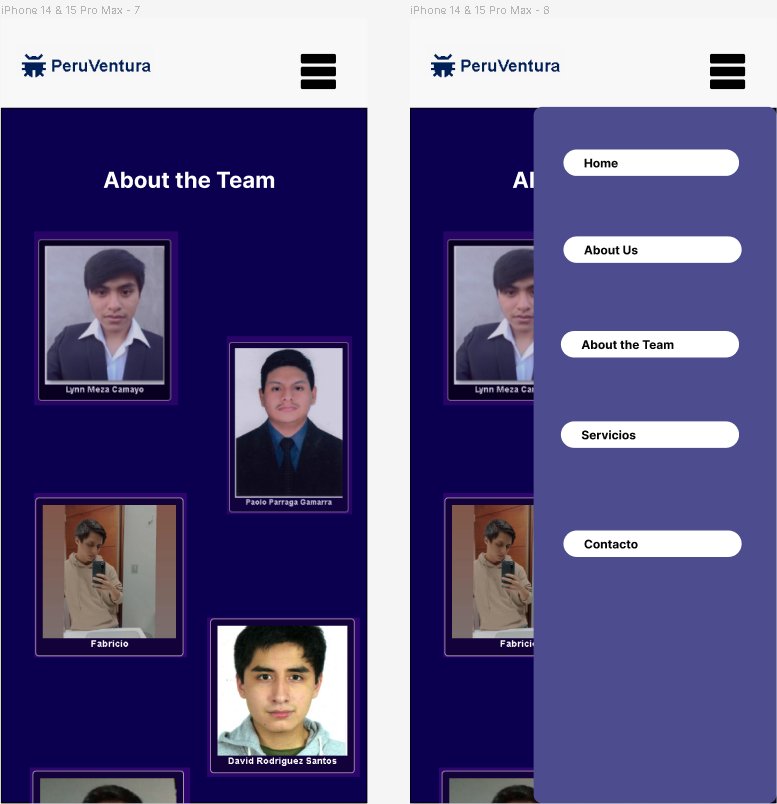 iPhone 14 & 15 Pro Max - 7
PeruVentura
About the Team
Lynn Meza Camayo
Paolo Parraga Gamarra
Fabricio
David Rodriguez Santos
iPhone 14 & 15 Pro Max - 8
PeruVentura
Al
Home
About Us
About the Team
Servicios
Contacto
Lynn Meza Ca
Fabrici